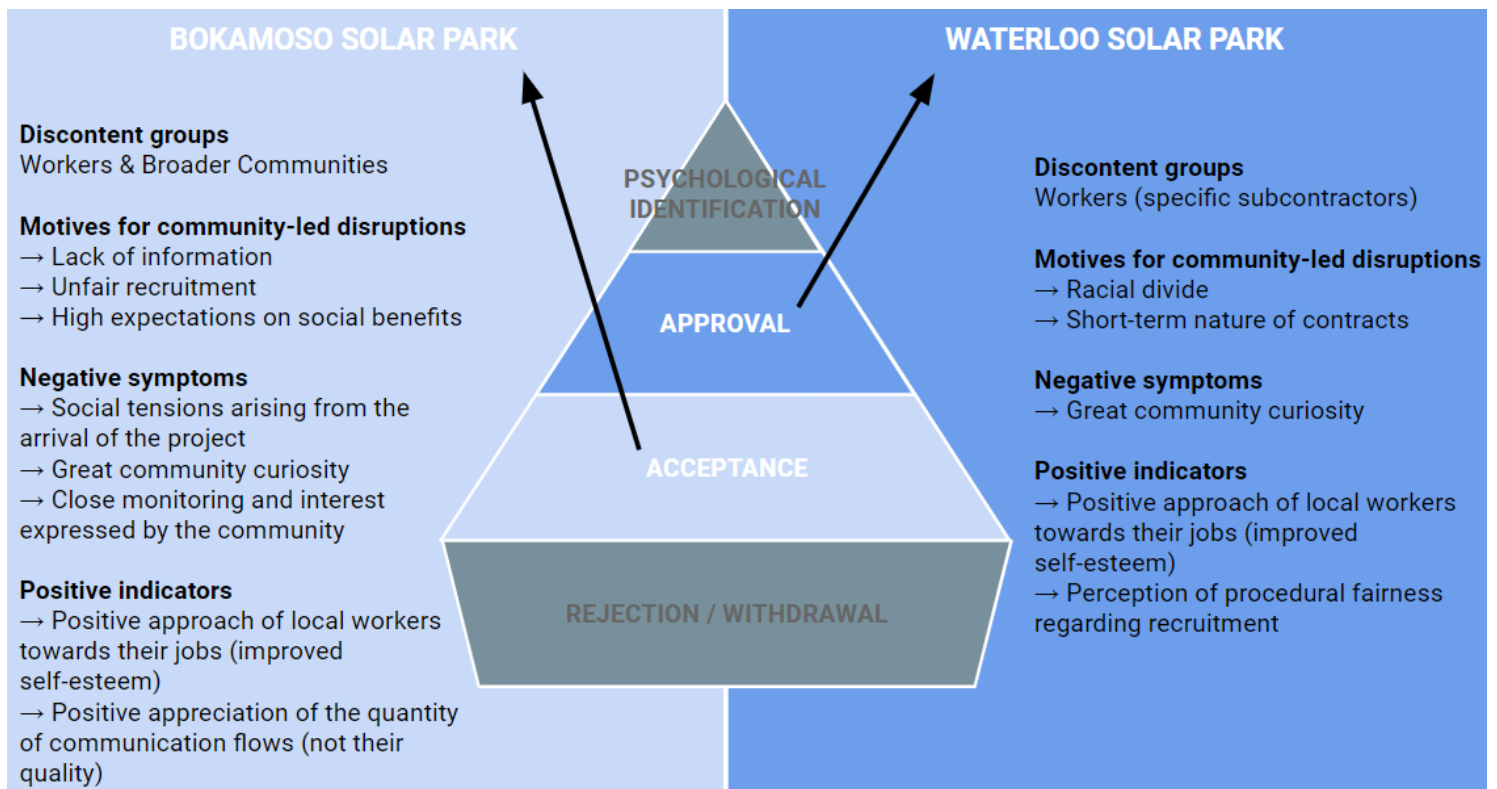 BOKAMOSO SOLAR PARK
Discontent groups
Workers & Broader Communities
Motives for community-led disruptions
→ Lack of information
→ Unfair recruitment
→ High expectations on social benefits
Negative symptoms
→ Social tensions arising from the
arrival of the project
→ Great community curiosity
→ Close monitoring and interest
expressed by the community
Positive indicators
→ Positive approach of local workers
towards their jobs (improved
self-esteem)
→ Positive appreciation of the quantity
of communication flows (not their
quality)
PSYCHOLOGICAL
IDENTIFICATION
APPROVAL
ACCEPTANCE
REJECTION / WITHDRAWAL
WATERLOO SOLAR PARK
Discontent groups
Workers (specific subcontractors)
Motives for community-led disruptions
→ Racial divide
→ Short-term nature of contracts
Negative symptoms
→ Great community curiosity
Positive indicators
→ Positive approach of local workers
towards their jobs (improved
self-esteem)
→ Perception of procedural fairness
regarding recruitment